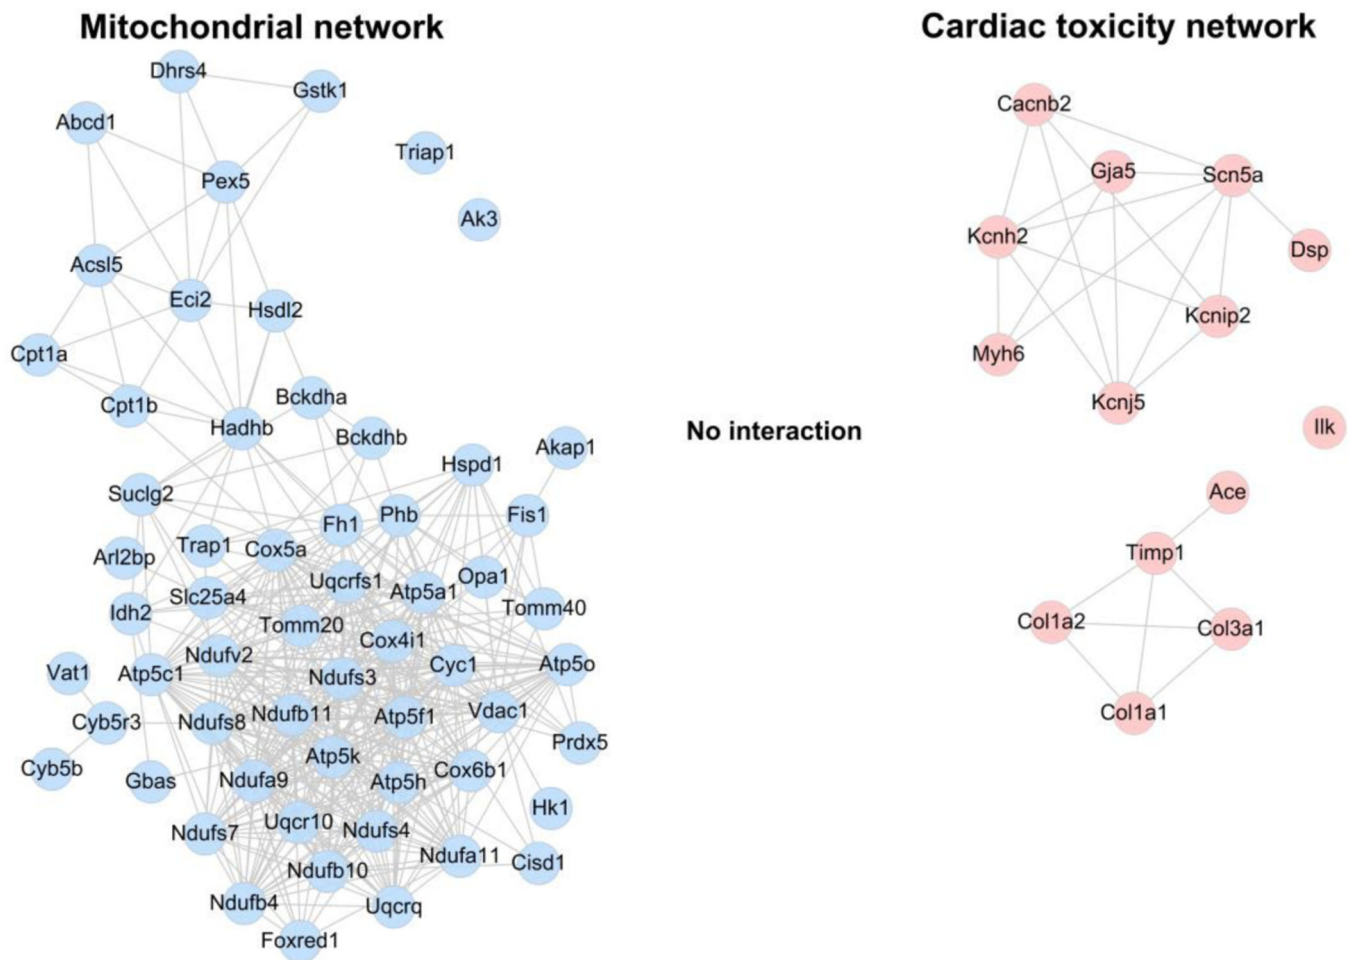 Mitochondrial network
Dhrs4
Gstk1
Abcd1
Triap1
Pex5
Ak3
Acsl5
Eci2
Hsdl2
Cpt1a
Cpt1b
Bckdha
Hadhb
Bckdhb
Akap1
Hspd1
Suclg2
Fh1
Phb
Fis1
Arl2bp
Trap1
Cox5a
Uqcrfs1
Atp5a1
Opa1
Idh2
Slc25a4
Tomm40
Tomm20
Cox4i1
Ndufv2
Cyc1
Atp5o
Vat1
Atp5c1
Ndufs3
Cyb5r3
Ndufs8
Ndufb11
Atp5f1
Vdac1
Prdx5
Cyb5b
Gbas
Atp5k
Ndufa9
Atp5h
Cox6b1
Hk1
Ndufs7
Uqcr10
Ndufs4
Ndufa11
Cisd1
Ndufb10
Ndufb4
Uqcrq
Foxred1
No interaction
Cardiac toxicity network
Cacnb2
Gja5
Scn5a
Kcnh2
Dsp
Kcnip2
Myh6
Kcnj5
Ilk
Ace
Timp1
Col1a2
Col3a1
Col1a1